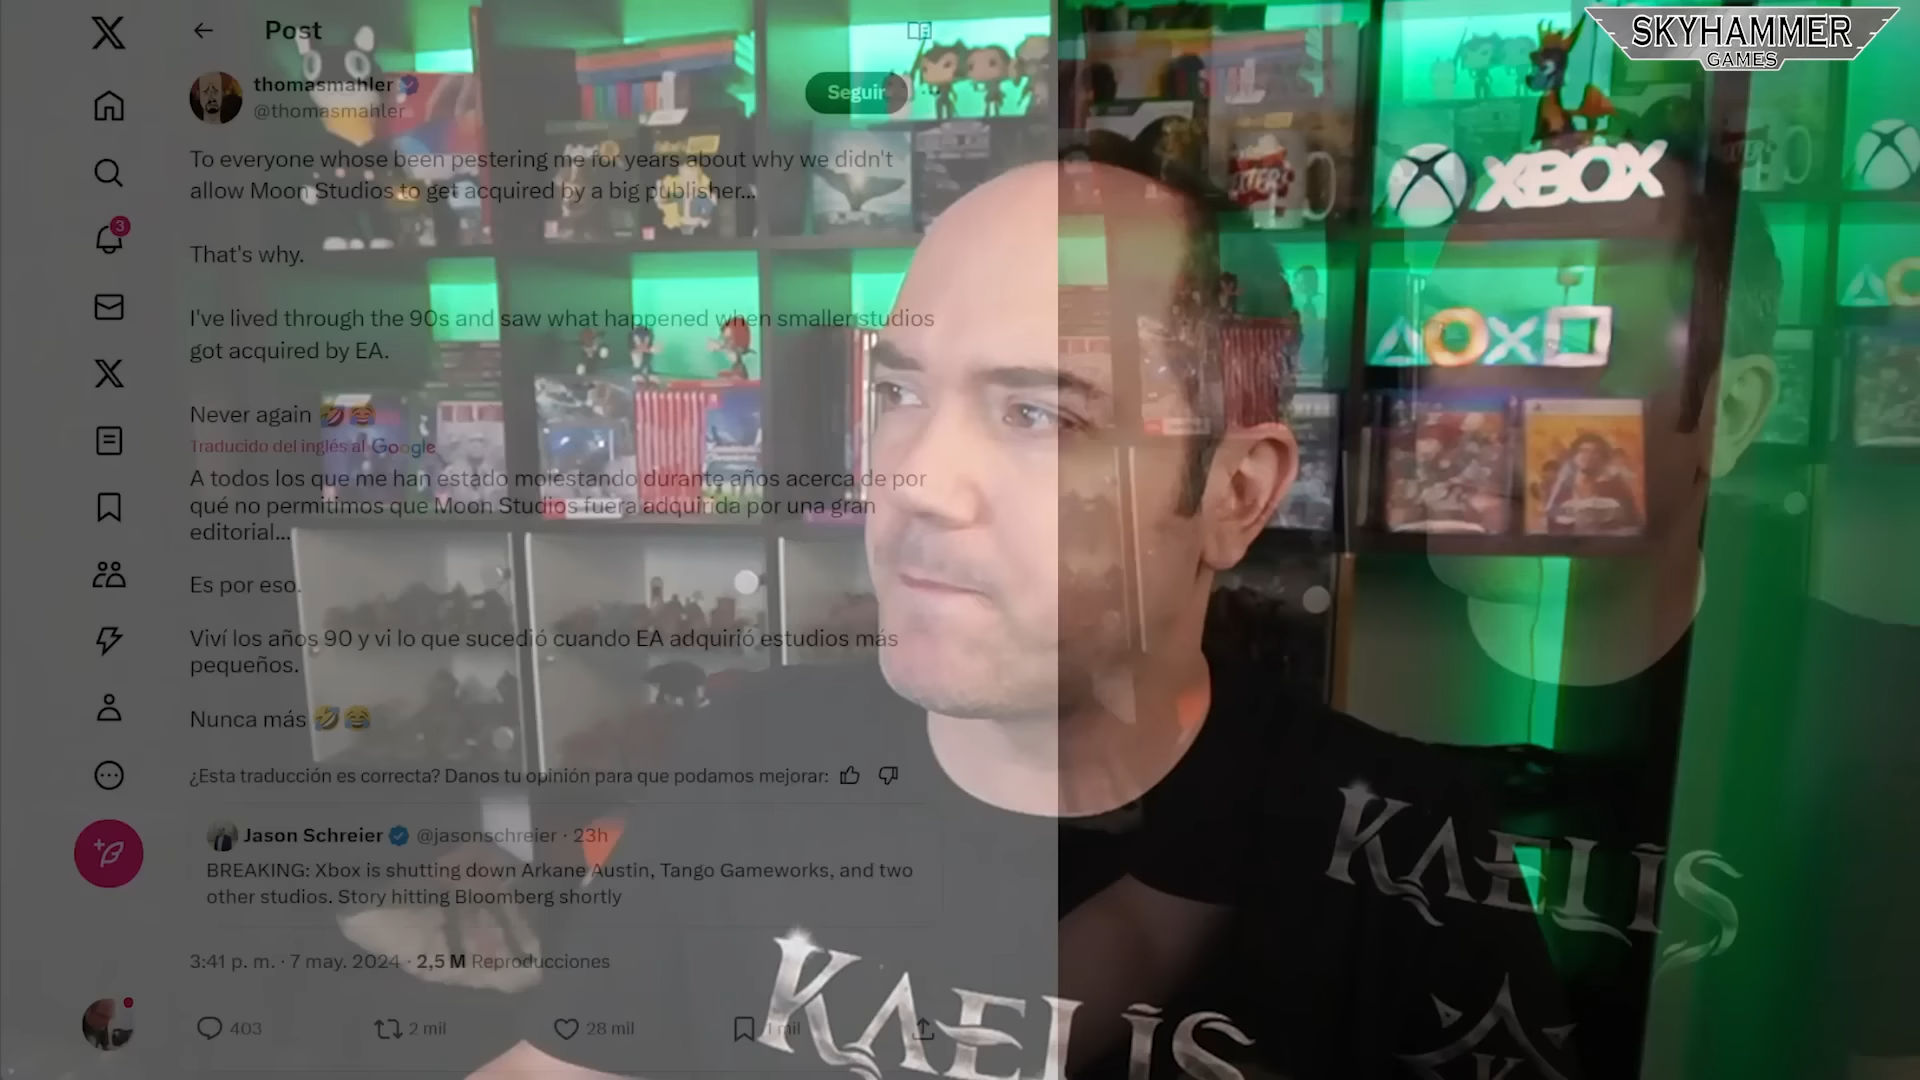 SKYHAMMER
GAMES
Post
thomasmahler
@thomasmahler
Seguir
To everyone whose been pestering me for years about why we didn't
allow Moon Studios to get acquired by a big publisher...
That's why.
I've lived through the 90s and saw what happened when smaller studios
got acquired by EA.
Never again 🤣😂
Traducido del inglés al Google
A todos los que me han estado molestando durante años acerca de por
qué no permitimos que Moon Studios fuera adquirida por una gran
editorial...
Es por eso.
Viví los años 90 y vi lo que sucedió cuando EA adquirió estudios más
pequeños.
Nunca más 🤣😂
¿Esta traducción es correcta? Danos tu opinión para que podamos mejorar:
Jason Schreier @jasonschreier · 23h
BREAKING: Xbox is shutting down Arkane Austin, Tango Gameworks, and two
other studios. Story hitting Bloomberg shortly
3:41 p. m. · 7 may. 2024 · 2,5 M Reproducciones
403 2 mil 28 mil 1 mil
3
XBOX
KAELIS
KAELIS